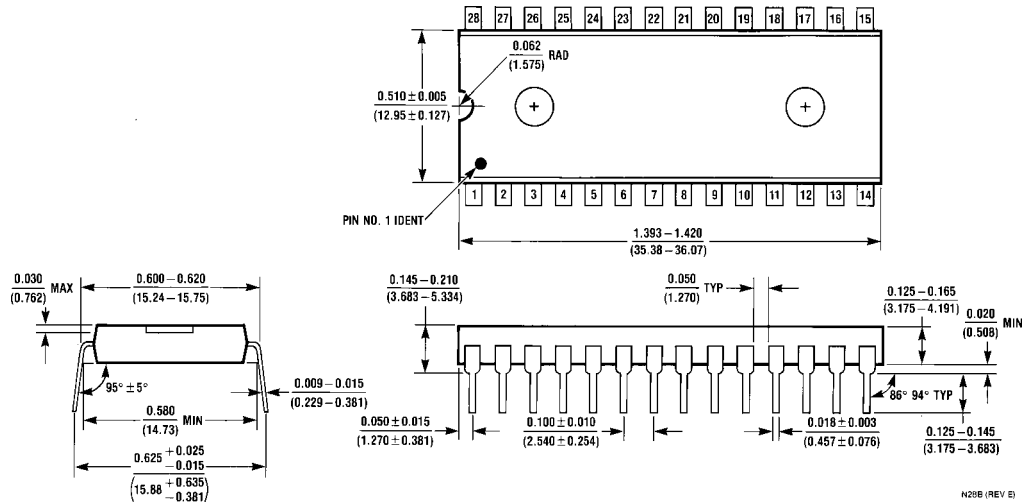 28 27 26 25 24 23 22 21 20 19 18 17 16 15
0.062
(1.575)
RAD
0.510 ± 0.005
(12.95 ± 0.127)
PIN NO. 1 IDENT
1 2 3 4 5 6 7 8 9 10 11 12 13 14
1.393 – 1.420
(35.38 – 36.07)
0.030
(0.762)
MAX
0.600 – 0.620
(15.24 – 15.75)
95° ± 5°
0.009 – 0.015
(0.229 – 0.381)
0.580
(14.73)
MIN
0.625 +0.025
-0.015
(15.88 +0.635
-0.381)
0.145 – 0.210
(3.683 – 5.334)
0.050
(1.270)
TYP
0.125 – 0.165
(3.175 – 4.191)
0.020
(0.508)
MIN
86° 94° TYP
0.050 ± 0.015
(1.270 ± 0.381)
0.100 ± 0.010
(2.540 ± 0.254)
0.018 ± 0.003
(0.457 ± 0.076)
0.125 – 0.145
(3.175 – 3.683)
N28B (REV E)